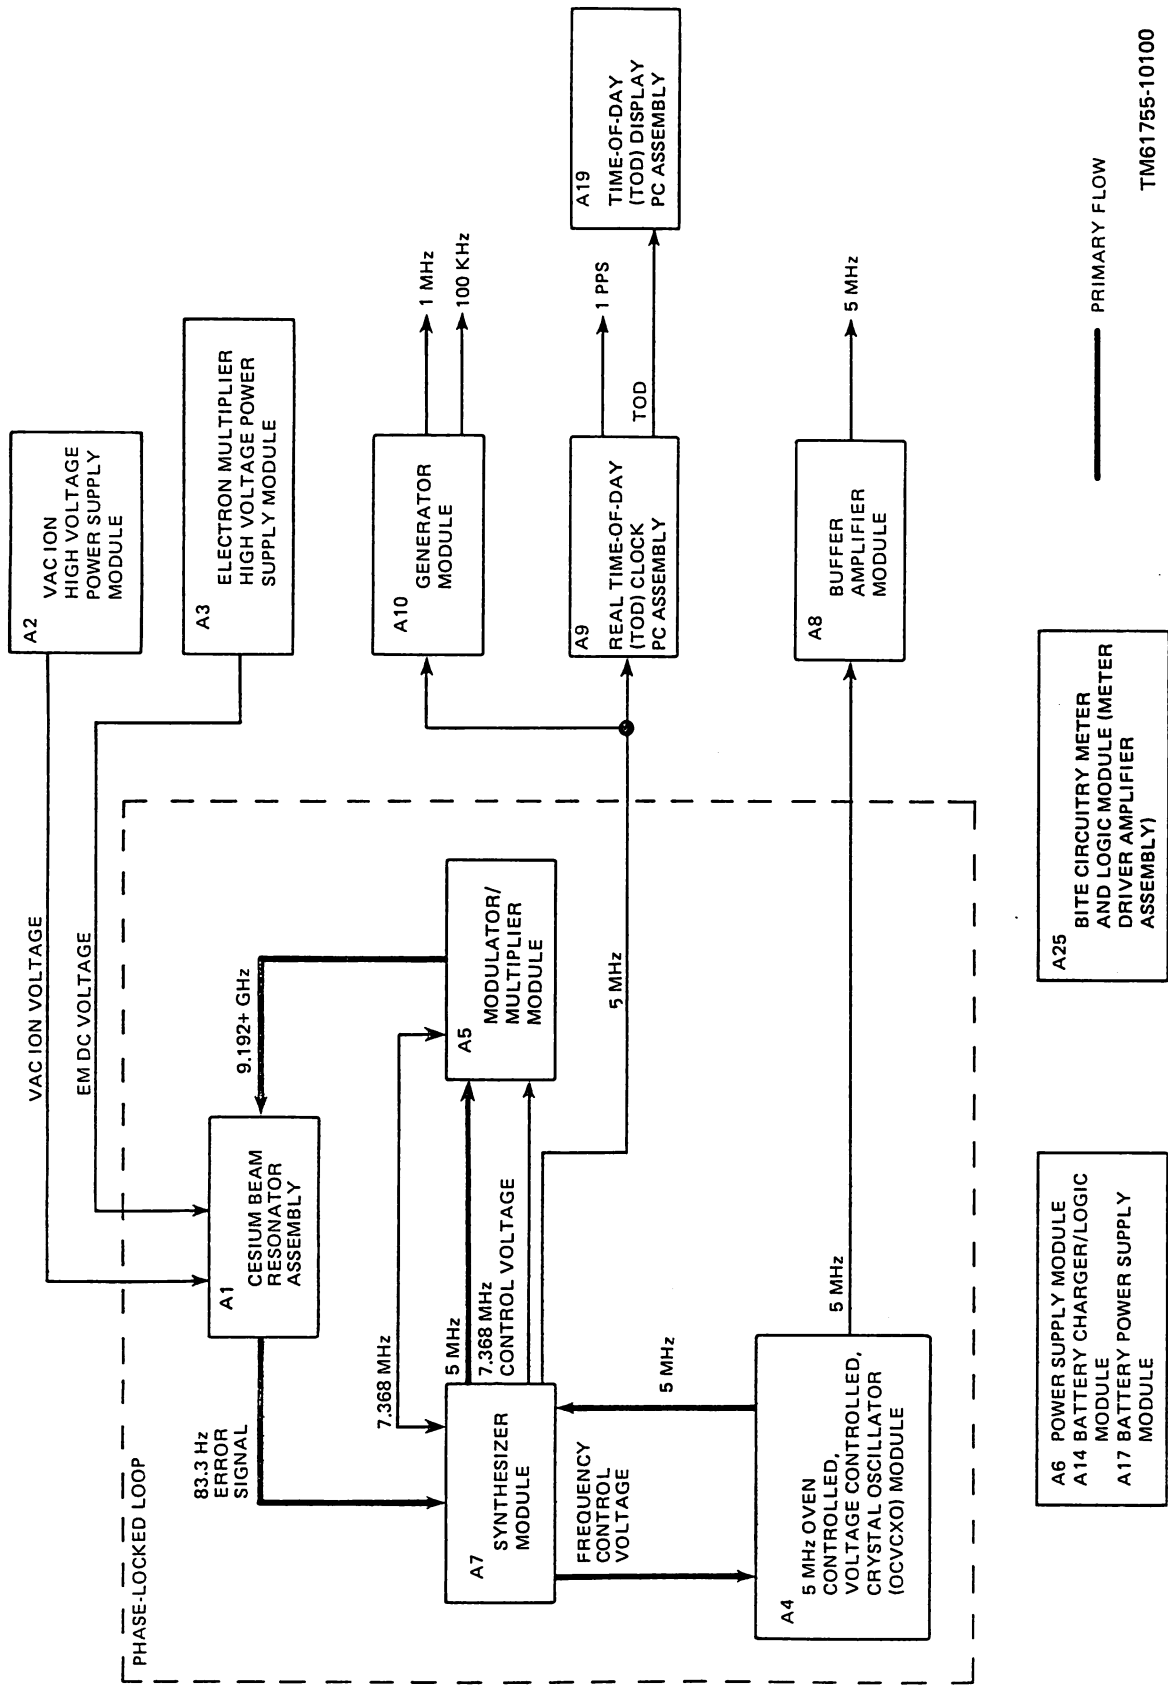 PHASE-LOCKED LOOP
VAC ION VOLTAGE
EM DC VOLTAGE
A2
VAC ION
HIGH VOLTAGE
POWER SUPPLY
MODULE
A3
ELECTRON MULTIPLIER
HIGH VOLTAGE POWER
SUPPLY MODULE
A1
CESIUM BEAM
RESONATOR
ASSEMBLY
83.3 Hz
ERROR
SIGNAL
9.192+ GHz
7.368 MHz
A7
SYNTHESIZER
MODULE
5 MHz
7.368 MHz
CONTROL VOLTAGE
A5
MODULATOR/
MULTIPLIER
MODULE
A10
GENERATOR
MODULE
1 MHz
100 KHz
5 MHz
A9
REAL TIME-OF-DAY
(TOD) CLOCK
PC ASSEMBLY
1 PPS
TOD
A19
TIME-OF-DAY
(TOD) DISPLAY
PC ASSEMBLY
FREQUENCY
CONTROL
VOLTAGE
5 MHz
A4
5 MHz OVEN
CONTROLLED,
VOLTAGE CONTROLLED,
CRYSTAL OSCILLATOR
(OCVCXO) MODULE
5 MHz
A8
BUFFER
AMPLIFIER
MODULE
5 MHz
A6 POWER SUPPLY MODULE
A14 BATTERY CHARGER/LOGIC
MODULE
A17 BATTERY POWER SUPPLY
MODULE
A25
BITE CIRCUITRY METER
AND LOGIC MODULE (METER
DRIVER AMPLIFIER
ASSEMBLY)
PRIMARY FLOW
TM61755-10100